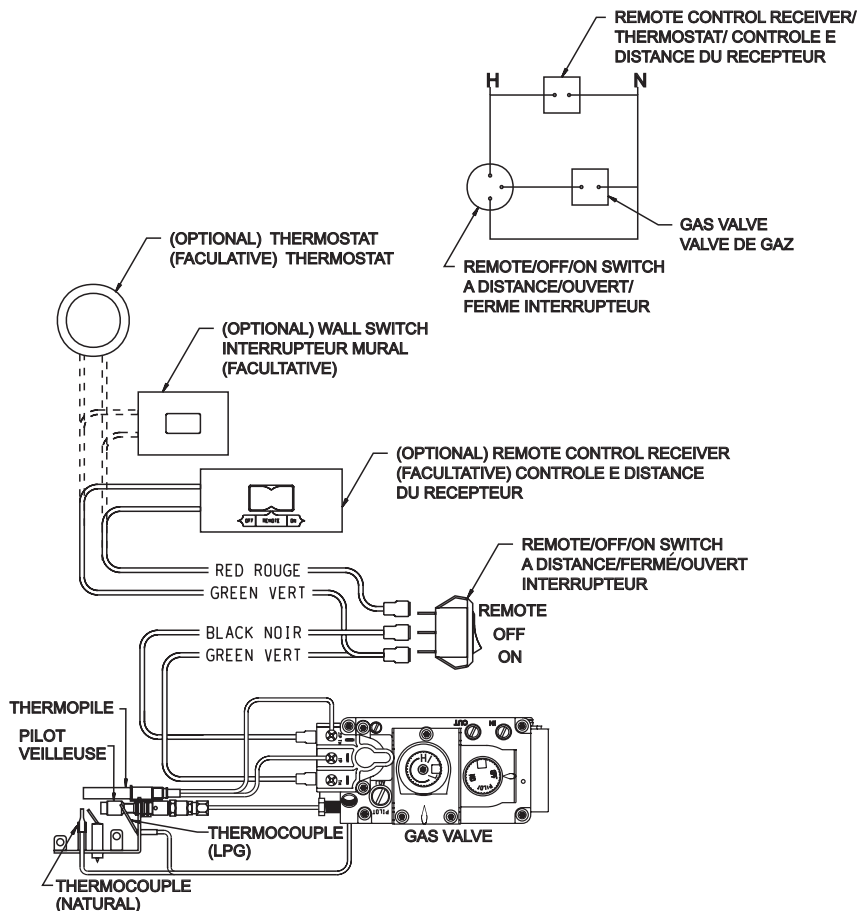 REMOTE CONTROL RECEIVER/
THERMOSTAT/ CONTROLE E
DISTANCE DU RECEPTEUR
H
N
GAS VALVE
VALVE DE GAZ
REMOTE/OFF/ON SWITCH
A DISTANCE/OUVERT/
FERME INTERRUPTEUR
(OPTIONAL) THERMOSTAT
(FACULATIVE) THERMOSTAT
(OPTIONAL) WALL SWITCH
INTERRUPTEUR MURAL
(FACULTATIVE)
(OPTIONAL) REMOTE CONTROL RECEIVER
(FACULTATIVE) CONTROLE E DISTANCE
DU RECEPTEUR
OFF REMOTE ON
REMOTE/OFF/ON SWITCH
A DISTANCE/FERMÉ/OUVERT
INTERRUPTEUR
RED ROUGE
GREEN VERT
BLACK NOIR
GREEN VERT
REMOTE
OFF
ON
THERMOPILE
PILOT
VEILLEUSE
OUT
IN
PILOT
GAS VALVE
THERMOCOUPLE
(LPG)
THERMOCOUPLE
(NATURAL)